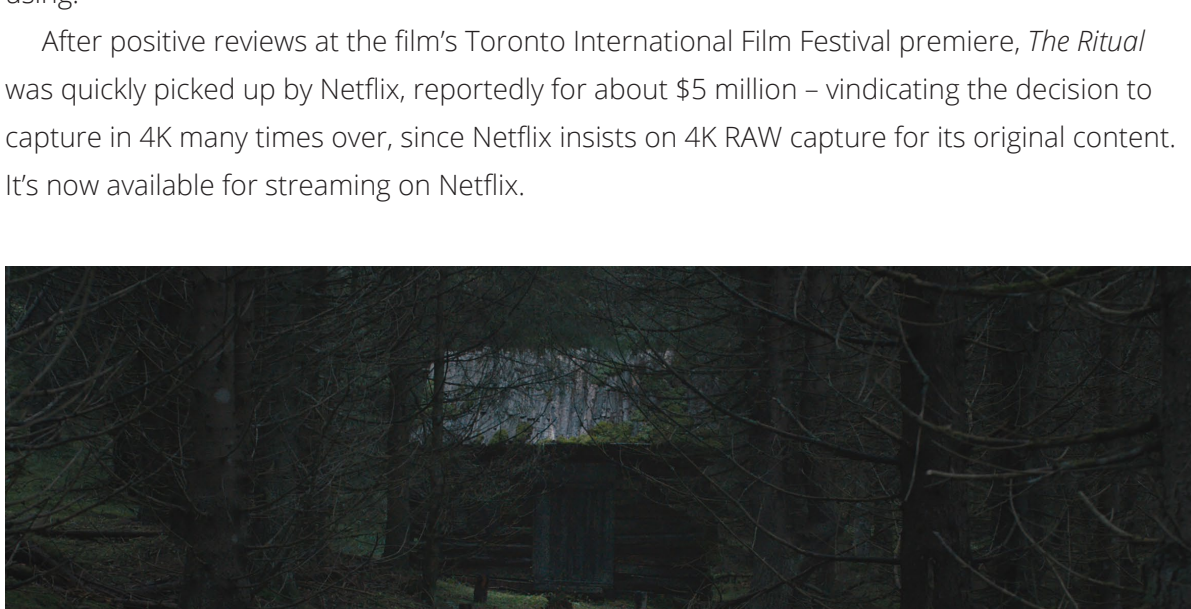 using.
After positive reviews at the film’s Toronto International Film Festival premiere, The Ritual
was quickly picked up by Netflix, reportedly for about $5 million – vindicating the decision to
capture in 4K many times over, since Netflix insists on 4K RAW capture for its original content.
It’s now available for streaming on Netflix.